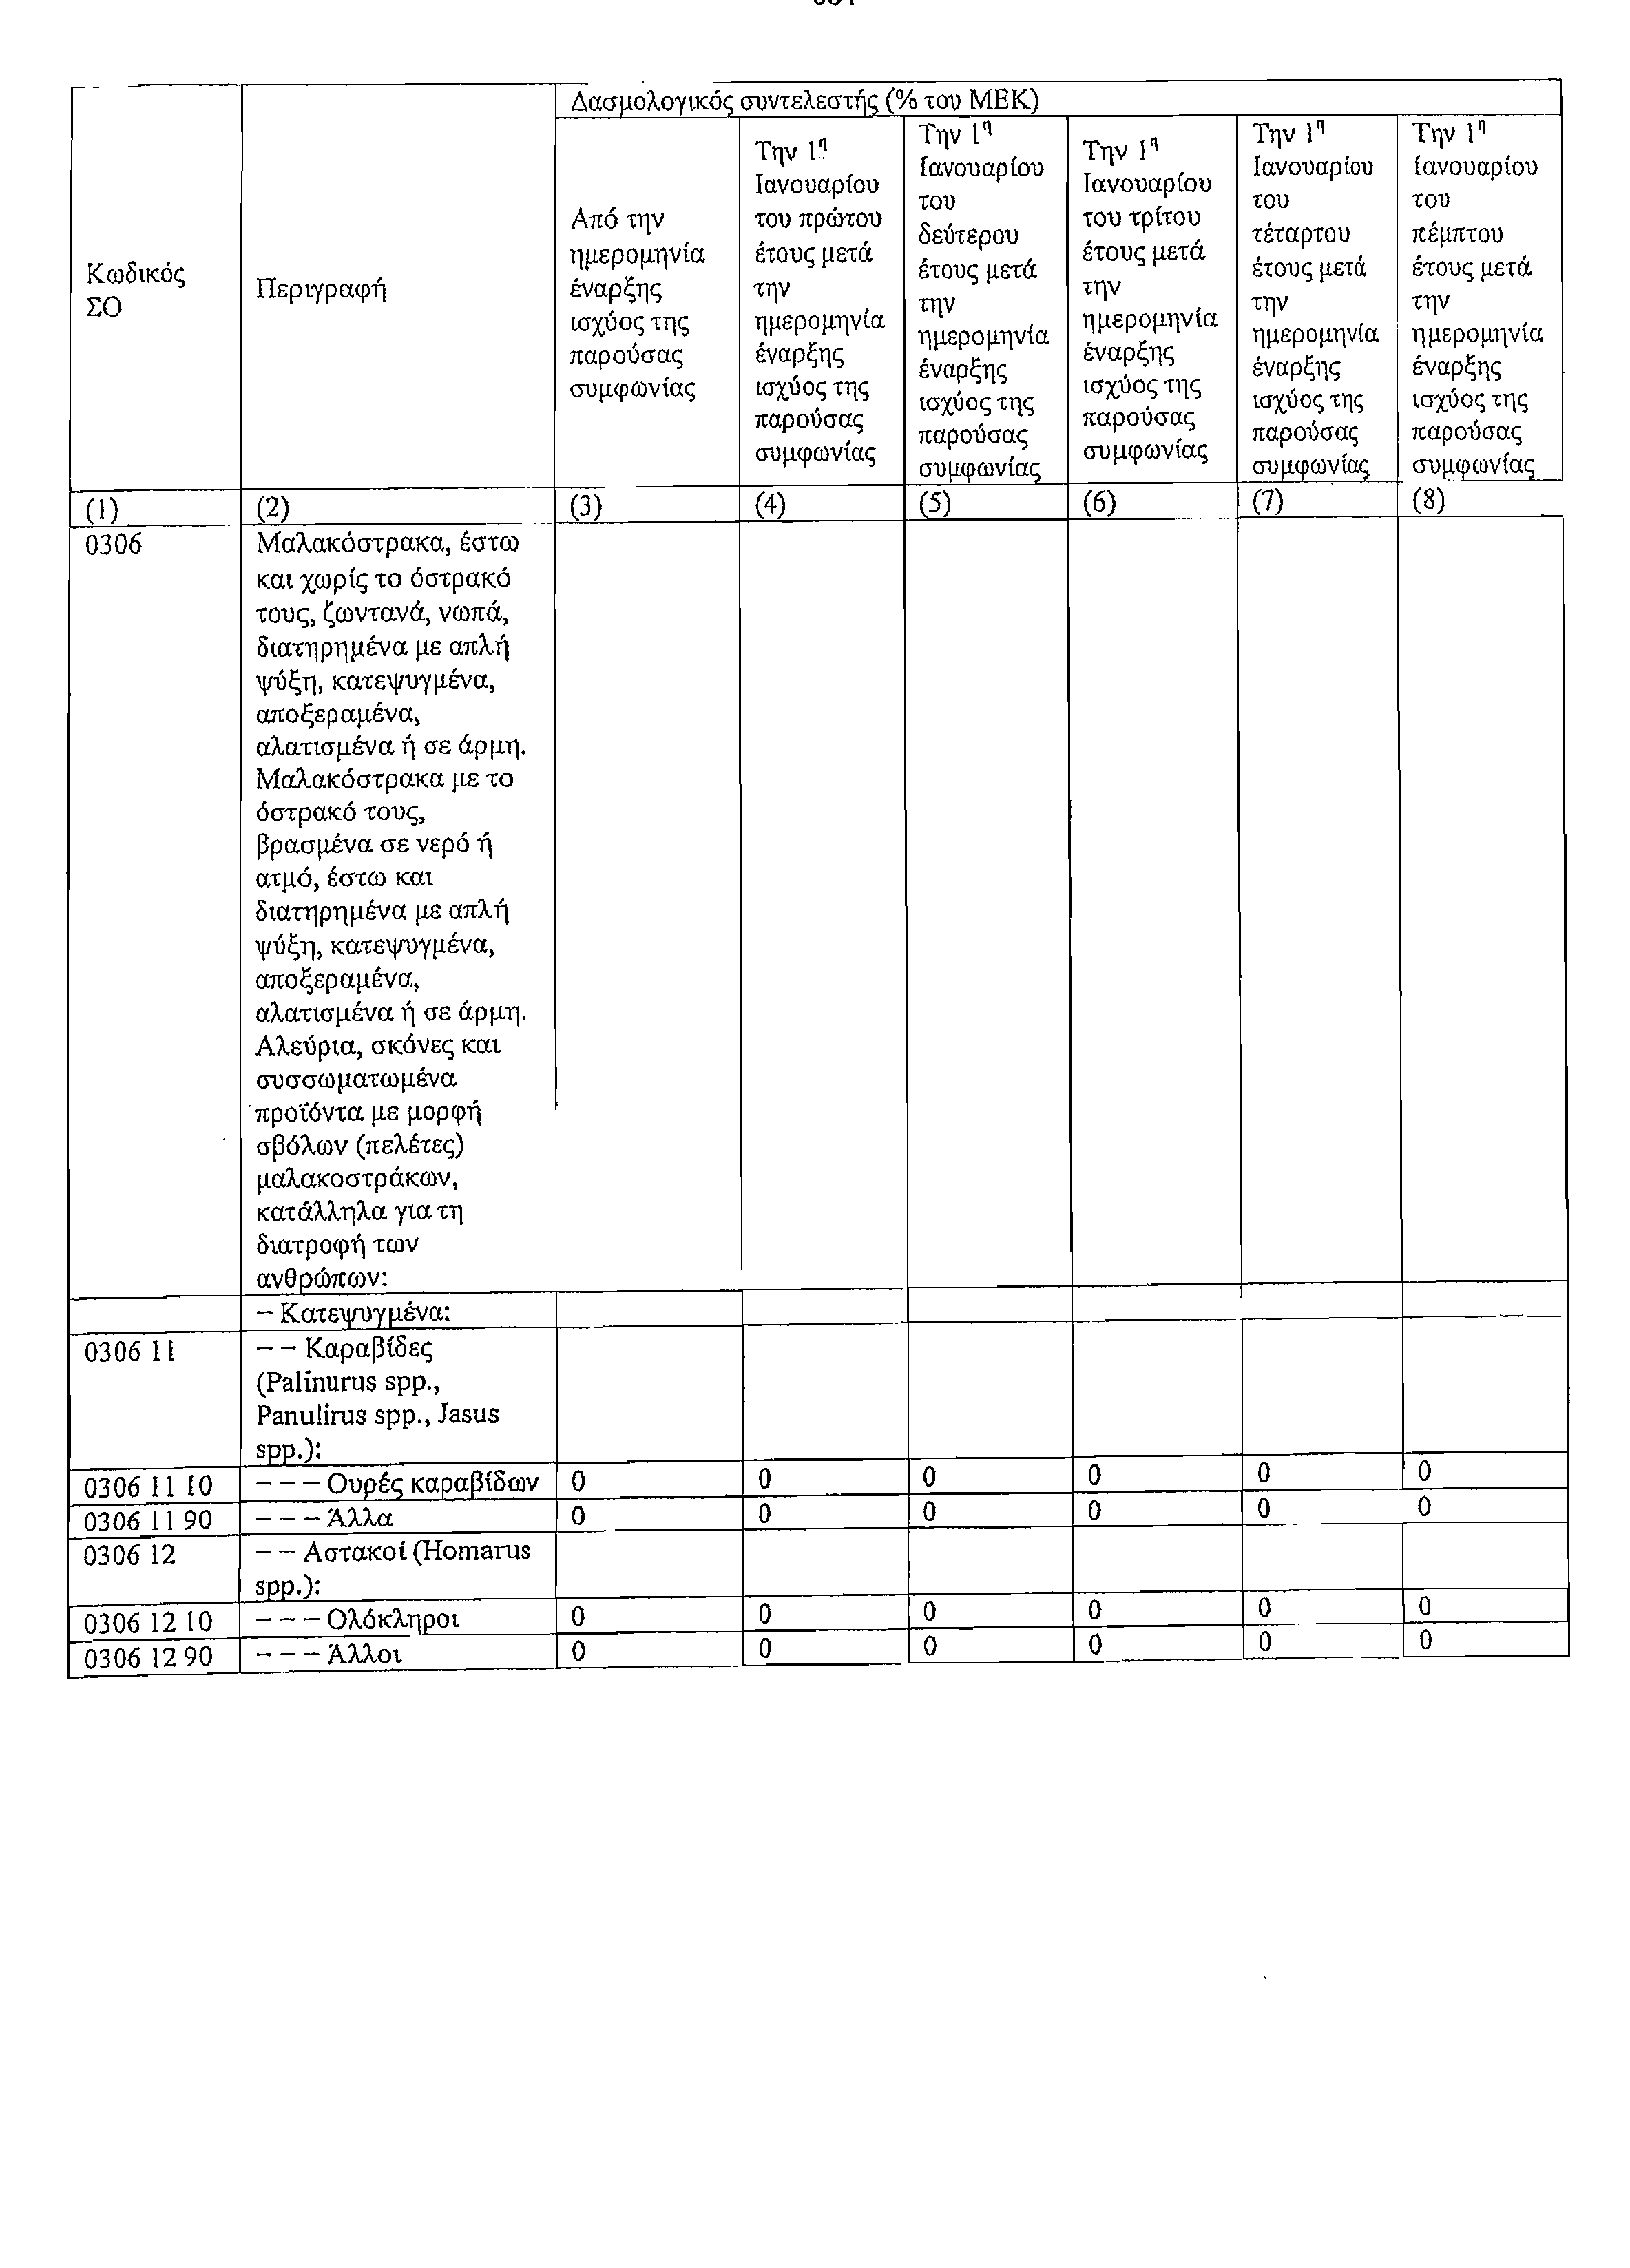 Δασμολογικός συντελεστής (% του ΜΕΚ)
Κωδικός
ΣΟ
Περιγραφή
Από την
ημερομηνία
έναρξης
ισχύος της
παρούσας
συμφωνίας
Την 1η
Ιανουαρίου
του πρώτου
έτους μετά
την
ημερομηνία
έναρξης
ισχύος της
παρούσας
συμφωνίας
Την 1η
Ιανουαρίου
του
δεύτερου
έτους μετά
την
ημερομηνία
έναρξης
ισχύος της
παρούσας
συμφωνίας
Την 1η
Ιανουαρίου
του τρίτου
έτους μετά
την
ημερομηνία
έναρξης
ισχύος της
παρούσας
συμφωνίας
Την 1η
Ιανουαρίου
του
τέταρτου
έτους μετά
την
ημερομηνία
έναρξης
ισχύος της
παρούσας
συμφωνίας
Την 1η
Ιανουαρίου
του
πέμπτου
έτους μετά
την
ημερομηνία
έναρξης
ισχύος της
παρούσας
συμφωνίας
(1) (2) (3) (4) (5) (6) (7) (8)
0306 Μαλακόστρακα, έστω
και χωρίς το όστρακό
τους, ζωντανά, νωπά,
διατηρημένα με απλή
ψύξη, κατεψυγμένα,
αποξεραμένα,
αλατισμένα ή σε άρμη.
Μαλακόστρακα με το
όστρακό τους,
βρασμένα σε νερό ή
ατμό, έστω και
διατηρημένα με απλή
ψύξη, κατεψυγμένα,
αποξεραμένα,
αλατισμένα ή σε άρμη.
Αλεύρια, σκόνες και
συσσωματωμένα
προϊόντα με μορφή
σβόλων (πελέτες)
μαλακοστράκων,
κατάλληλα για τη
διατροφή των
ανθρώπων:
– Κατεψυγμένα:
0306 11 – – Καραβίδες
(Palinurus spp.,
Panulirus spp., Jasus
spp.):
0306 11 10 – – – Ουρές καραβίδων 0 0 0 0 0 0
0306 11 90 – – – Άλλα 0 0 0 0 0 0
0306 12 – – Αστακοί (Homarus
spp.):
0306 12 10 – – – Ολόκληροι 0 0 0 0 0 0
0306 12 90 – – – Άλλοι 0 0 0 0 0 0